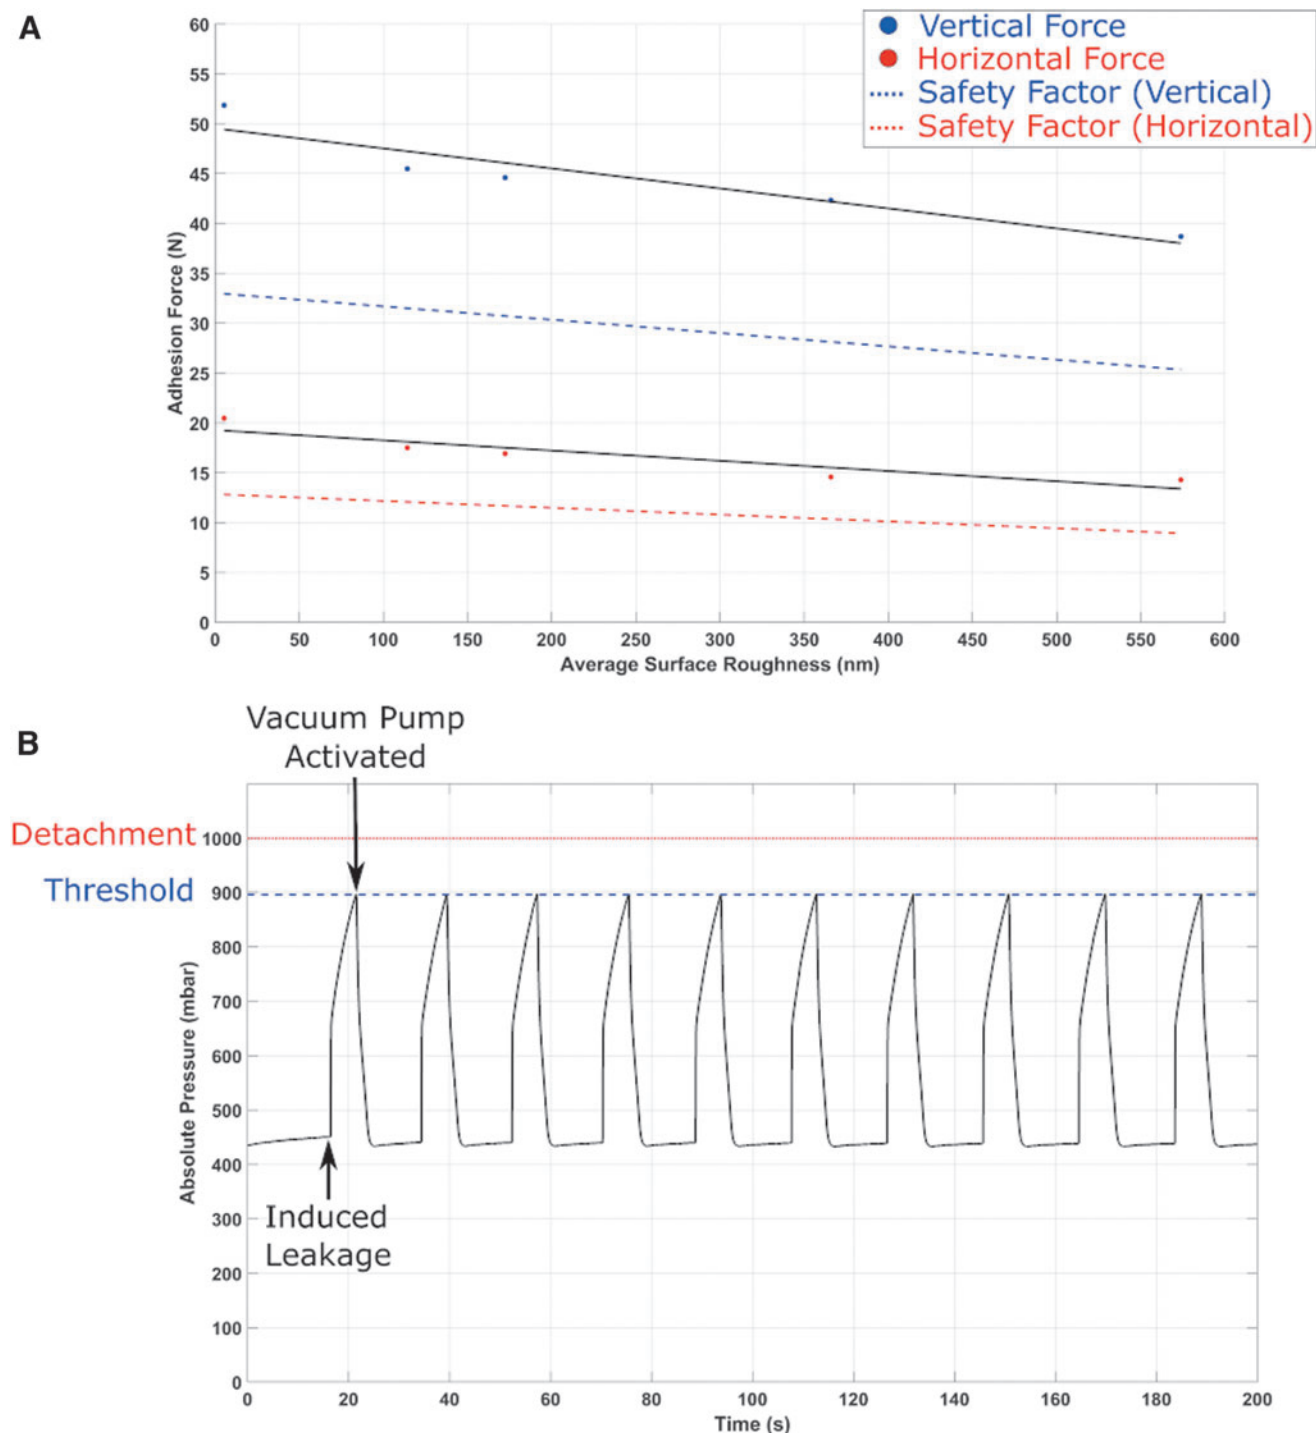 A
60
55
50
45
40
35
30
25
20
15
10
5
0
Adhesion Force (N)
Vertical Force
Horizontal Force
Safety Factor (Vertical)
Safety Factor (Horizontal)
0 50 100 150 200 250 300 350 400 450 500 550 600
Average Surface Roughness (nm)
B
Vacuum Pump
Activated
Detachment
Threshold
1000
900
800
700
600
500
400
300
200
100
0
Absolute Pressure (mbar)
Induced
Leakage
0 20 40 60 80 100 120 140 160 180 200
Time (s)